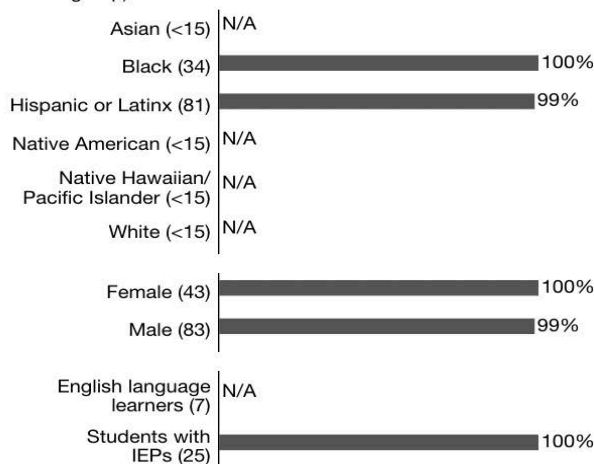 Asian (<15) N/A
Black (34) 100%
Hispanic or Latinx (81) 99%
Native American (<15) N/A
Native Hawaiian/
Pacific Islander (<15) N/A
White (<15) N/A
Female (43) 100%
Male (83) 99%
English language
learners (7) N/A
Students with
IEPs (25) 100%